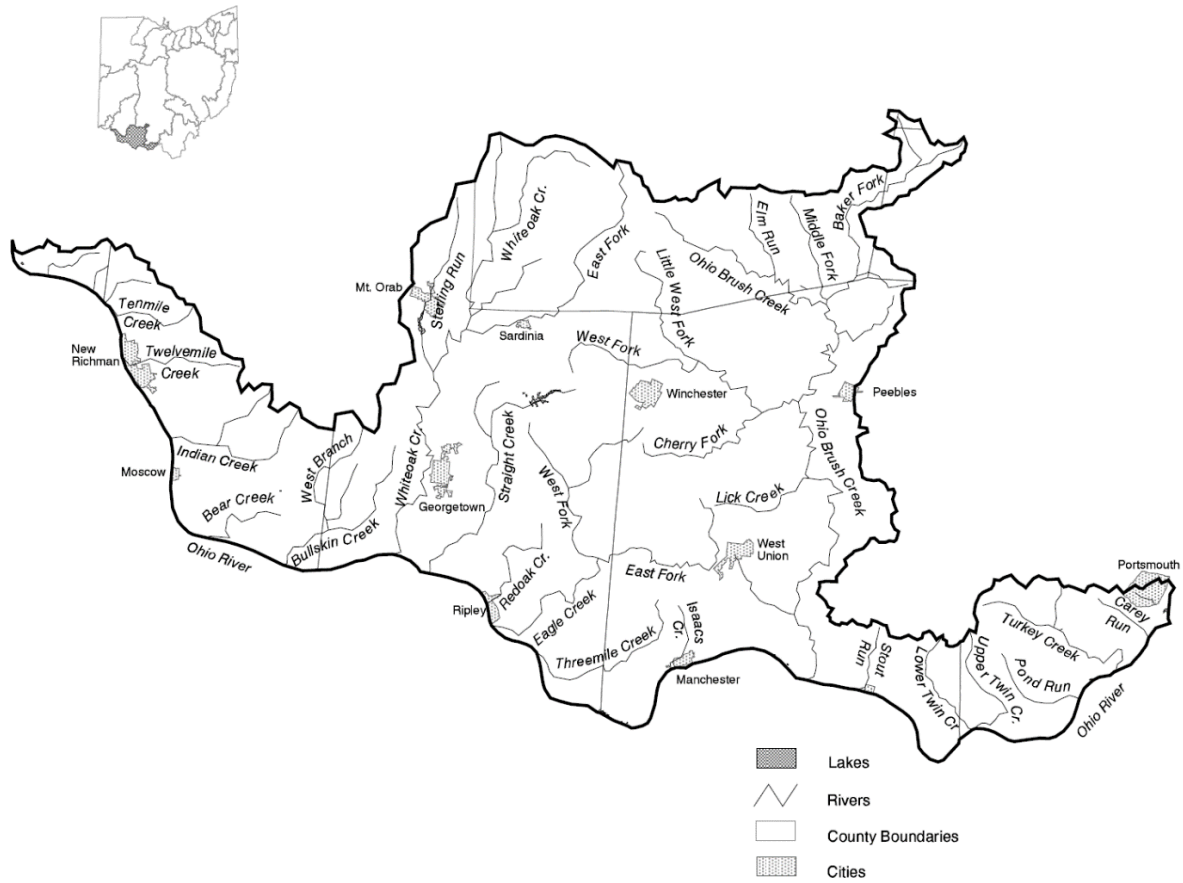 Whiteoak Cr.
East Fork
Elm Run
Middle Fork
Baker Fork
Ohio Brush Creek
Little West Fork
Sterling Run
Mt. Orab
Sardinia
Tenmile
Creek
New
Richman
Twelvemile
Creek
West Fork
Winchester
Peebles
Cherry Fork
Ohio Brush Creek
Indian Creek
Moscow
West Branch
Whiteoak Cr.
Straight Creek
West Fork
Georgetown
Bear Creek
Lick Creek
Ohio River
Bullskin Creek
West
Union
East Fork
Redoak Cr.
Ripley
Eagle Creek
Threemile Creek
Isaacs
Cr.
Manchester
Stout
Run
Lower Twin Cr
Upper Twin Cr.
Pond Run
Turkey Creek
Portsmouth
Carey
Run
Ohio River
Lakes
Rivers
County Boundaries
Cities